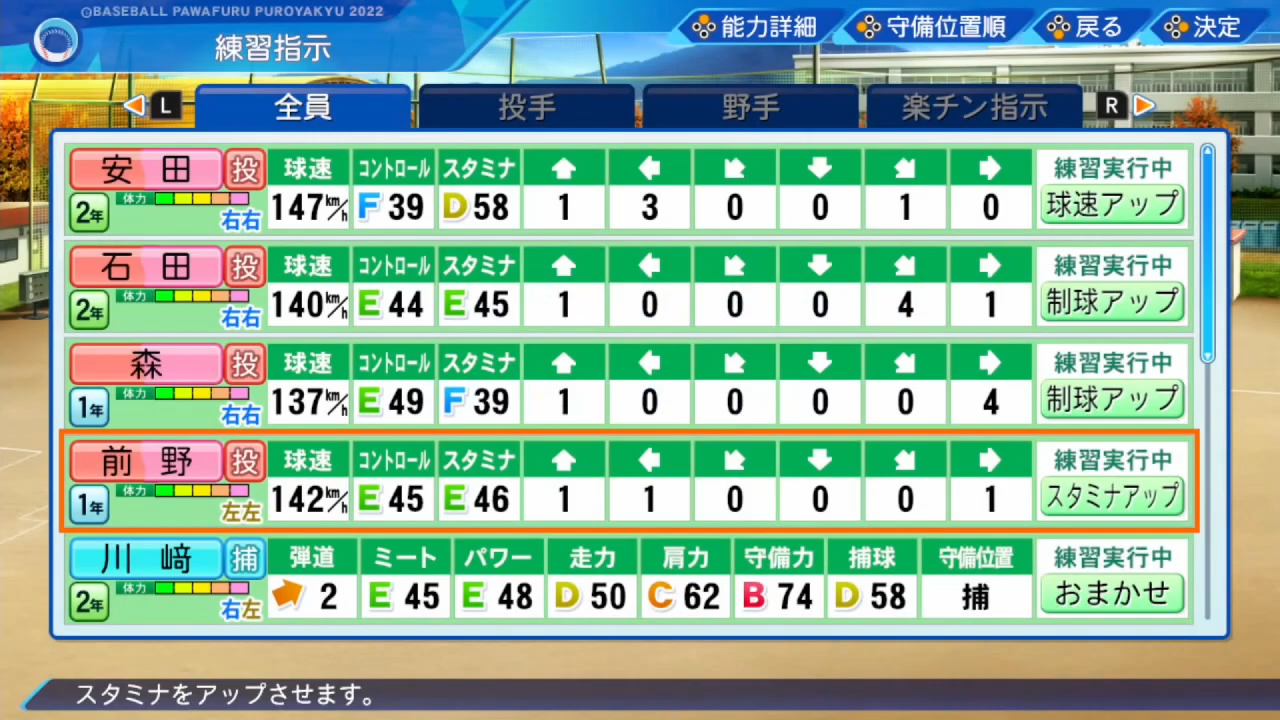 ©BASEBALL PAWAFURU PUROYAKYU 2022
練習指示
能力詳細 守備位置順 戻る 決定
L 全員 投手 野手 楽チン指示 R
安田 投 球速 コントロール スタミナ 練習実行中
2年 体力 右右 147km/h F 39 D 58 1 3 0 0 1 0 球速アップ
石田 投 球速 コントロール スタミナ 練習実行中
2年 体力 右右 140km/h E 44 E 45 1 0 0 0 4 1 制球アップ
森 投 球速 コントロール スタミナ 練習実行中
1年 体力 右右 137km/h E 49 F 39 1 0 0 0 0 4 制球アップ
前野 投 球速 コントロール スタミナ 練習実行中
1年 体力 左左 142km/h E 45 E 46 1 1 0 0 0 1 スタミナアップ
川﨑 捕 弾道 ミート パワー 走力 肩力 守備力 捕球 守備位置 練習実行中
2年 体力 右左 2 E 45 E 48 D 50 C 62 B 74 D 58 捕 おまかせ
スタミナをアップさせます。